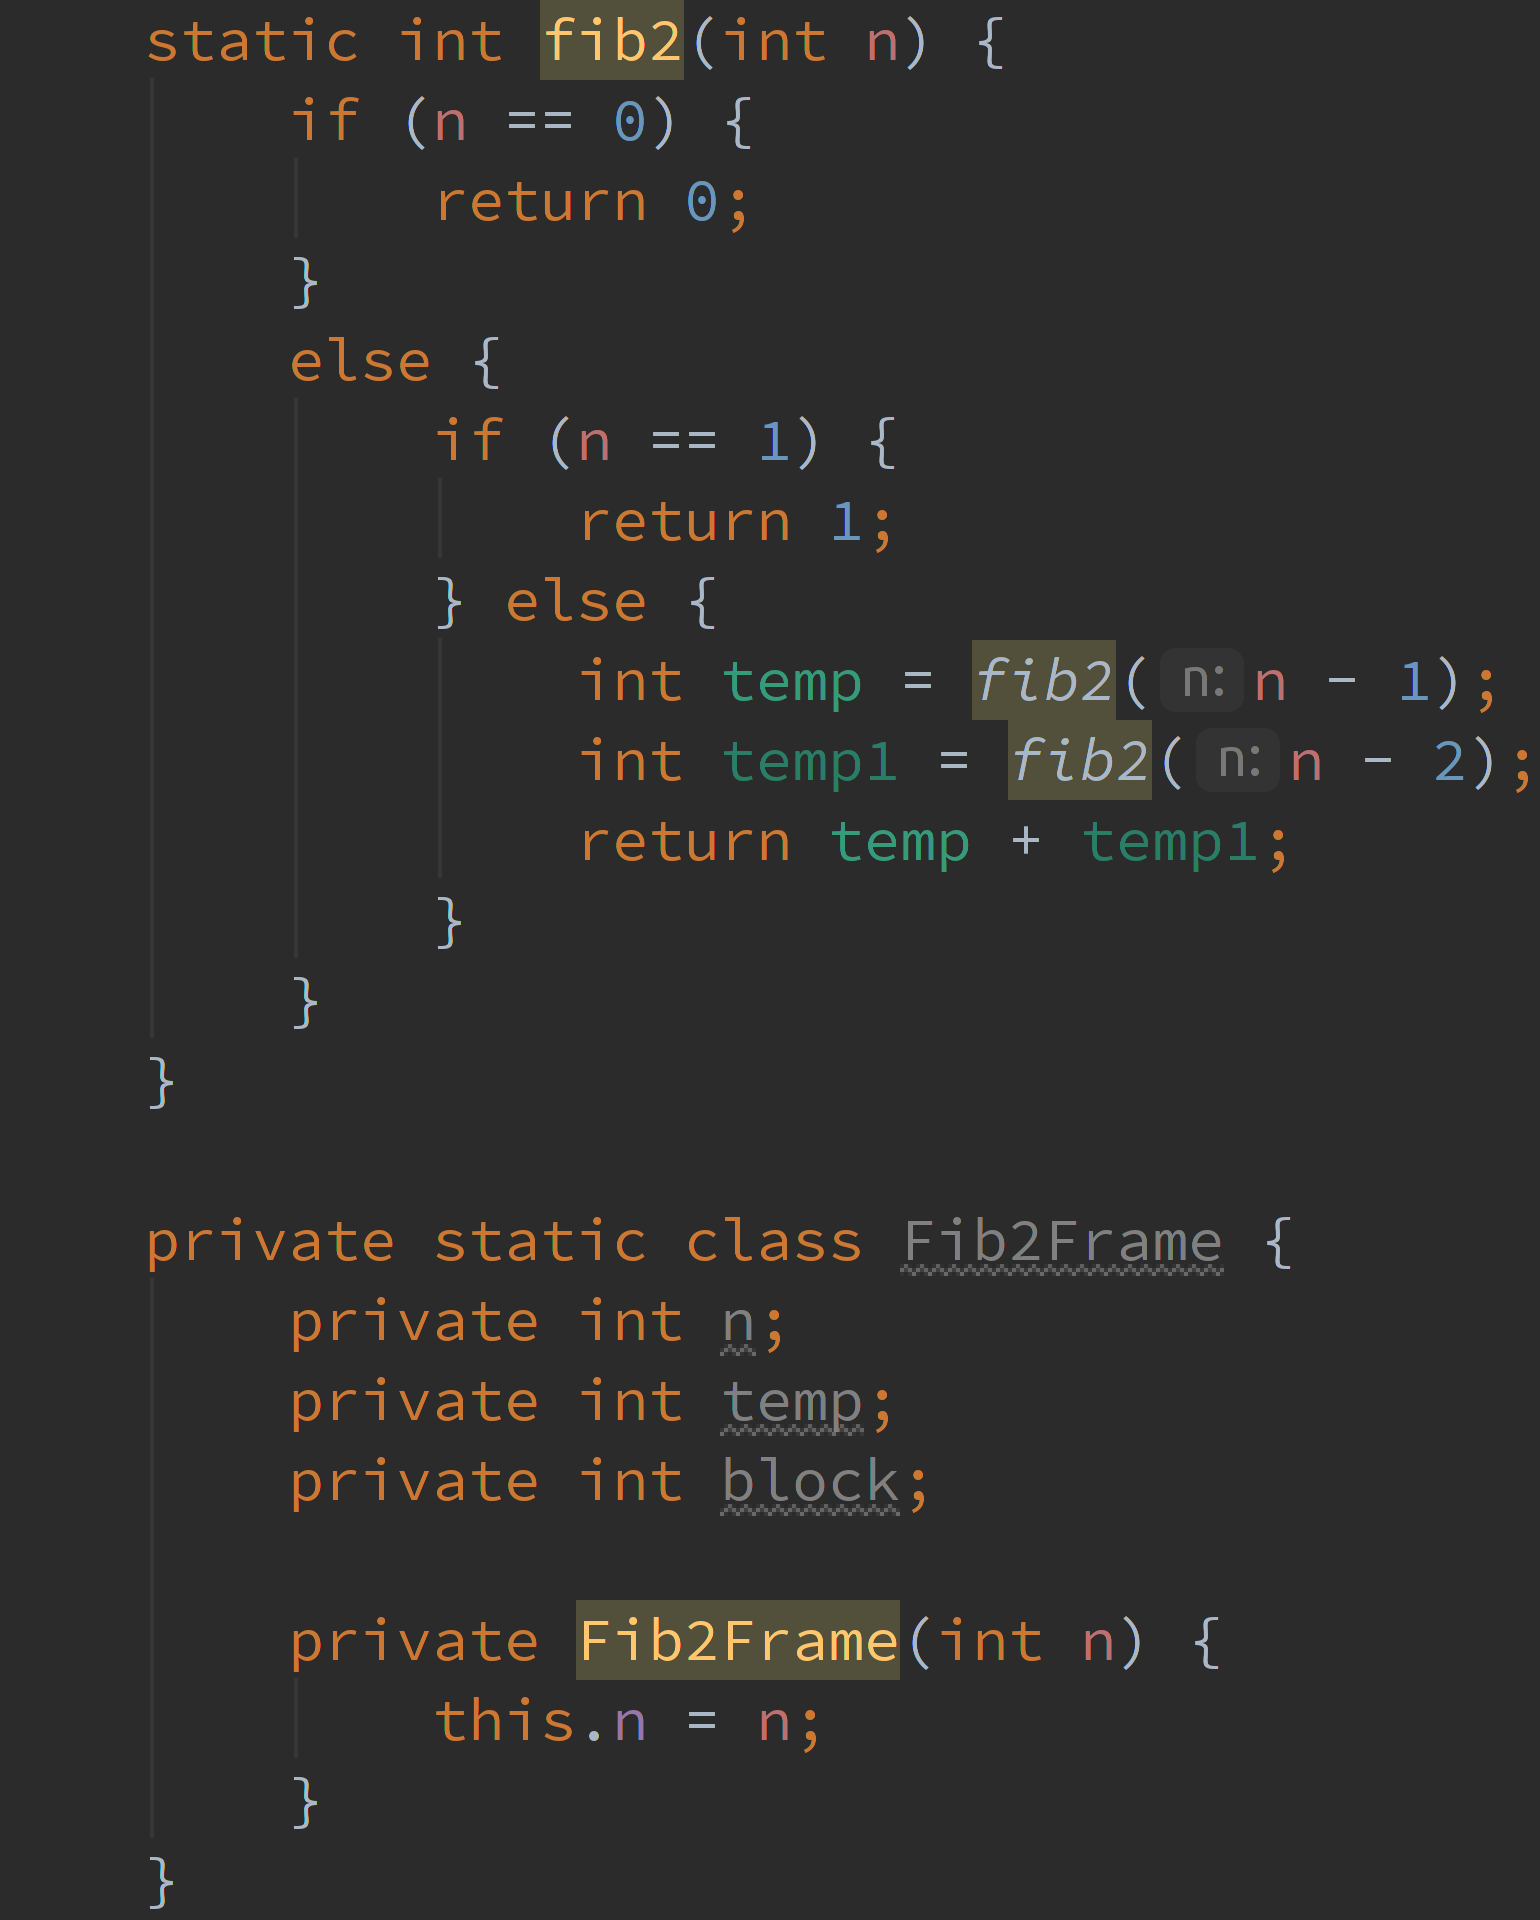 static int fib2(int n) {
if (n == 0) {
return 0;
}
else {
if (n == 1) {
return 1;
} else {
int temp = fib2( n: n - 1);
int temp1 = fib2( n: n - 2);
return temp + temp1;
}
}
}
private static class Fib2Frame {
private int n;
private int temp;
private int block;
private Fib2Frame(int n) {
this.n = n;
}
}